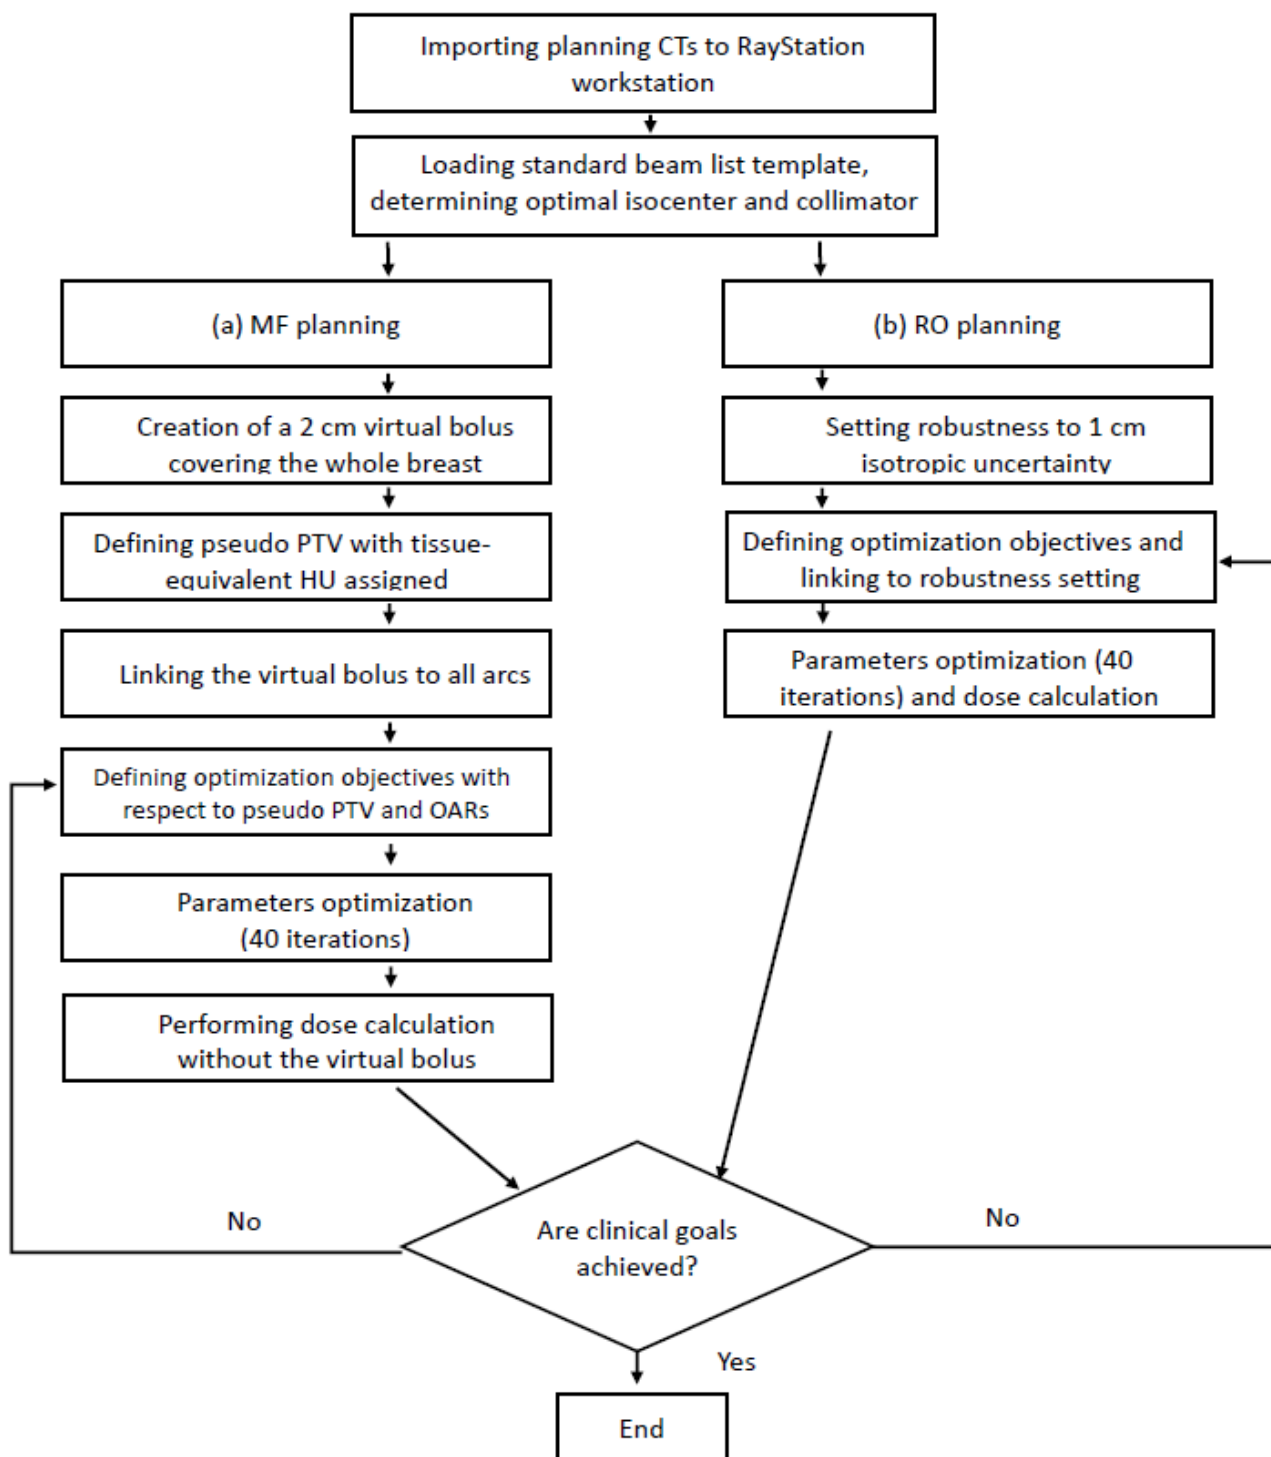 Importing planning CTs to RayStation
workstation
Loading standard beam list template,
determining optimal isocenter and collimator
(a) MF planning
Creation of a 2 cm virtual bolus
covering the whole breast
Defining pseudo PTV with tissue-
equivalent HU assigned
Linking the virtual bolus to all arcs
Defining optimization objectives with
respect to pseudo PTV and OARs
Parameters optimization
(40 iterations)
Performing dose calculation
without the virtual bolus
(b) RO planning
Setting robustness to 1 cm
isotropic uncertainty
Defining optimization objectives and
linking to robustness setting
Parameters optimization (40
iterations) and dose calculation
No
Are clinical goals
achieved?
No
Yes
End